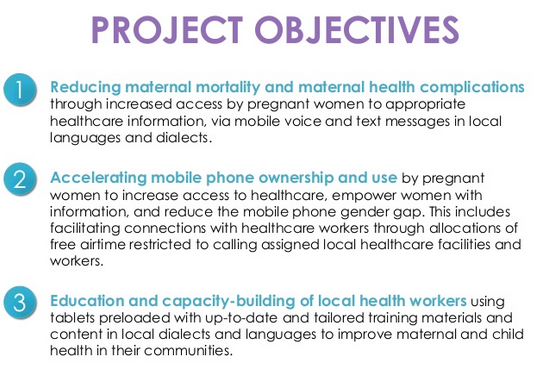 PROJECT OBJECTIVES
1
Reducing maternal mortality and maternal health complications
through increased access by pregnant women to appropriate
healthcare information, via mobile voice and text messages in local
languages and dialects.
2
Accelerating mobile phone ownership and use by pregnant
women to increase access to healthcare, empower women with
information, and reduce the mobile phone gender gap. This includes
facilitating connections with healthcare workers through allocations of
free airtime restricted to calling assigned local healthcare facilities and
workers.
3
Education and capacity-building of local health workers using
tablets preloaded with up-to-date and tailored training materials and
content in local dialects and languages to improve maternal and child
health in their communities.